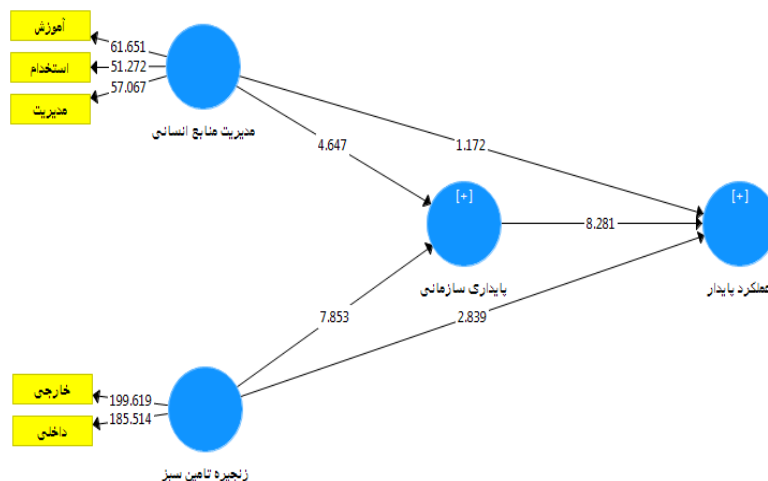 آموزش
61.651
استخدام
51.272
57.067
مدیریت
مدیریت منابع انسانی
4.647
1.172
[+]
[+]
8.281
پایداری سازمانی
عملکرد پایدار
7.853
2.839
خارجی
199.619
185.514
داخلی
زنجیره تامین سبز